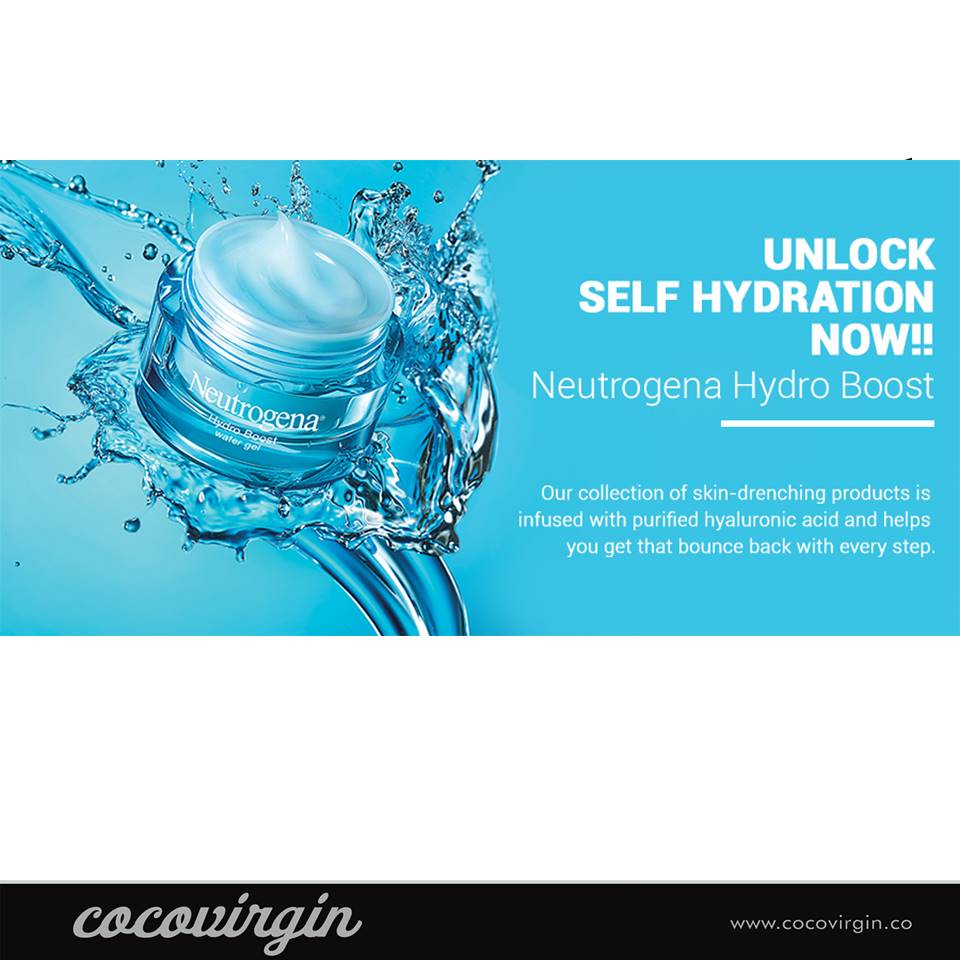 UNLOCK
SELF HYDRATION
NOW!!
Neutrogena Hydro Boost
Neutrogena®
Hydro Boost
water gel
Our collection of skin-drenching products is
infused with purified hyaluronic acid and helps
you get that bounce back with every step.
cocovirgin
www.cocovirgin.co